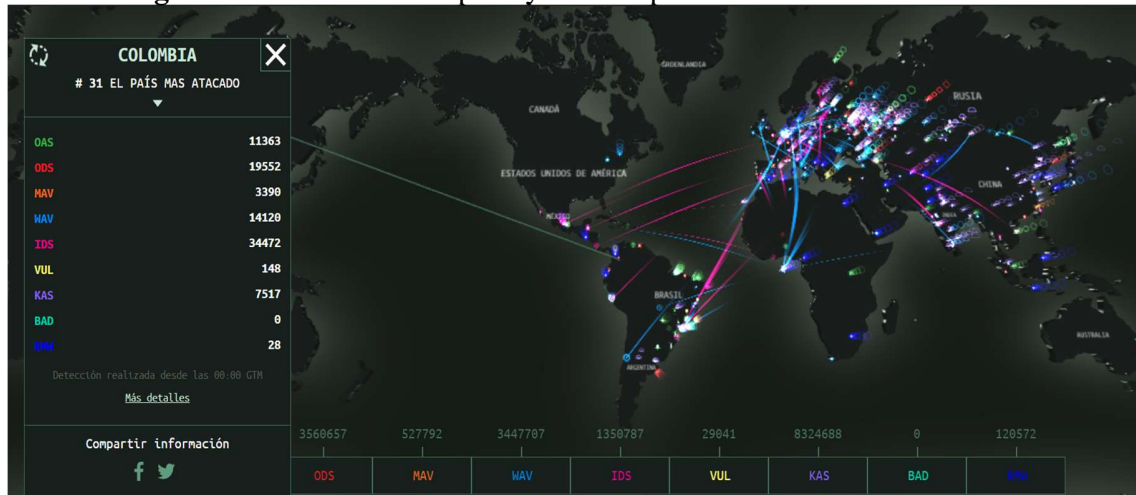 COLOMBIA
# 31 EL PAÍS MAS ATACADO
OAS 11363
ODS 19552
MAV 3390
WAV 14120
IDS 34472
VUL 148
KAS 7517
BAD 0
RMW 28
Detección realizada desde las 00:00 GTM
Más detalles
Compartir información
GROENLANDIA
CANADÁ
RUSIA
ESTADOS UNIDOS DE AMÉRICA
CHINA
MÉXICO
INDIA
BRASIL
AUSTRALIA
ARGENTINA
3560657 527792 3447707 1350787 29041 8324688 0 120572
ODS MAV WAV IDS VUL KAS BAD RMW